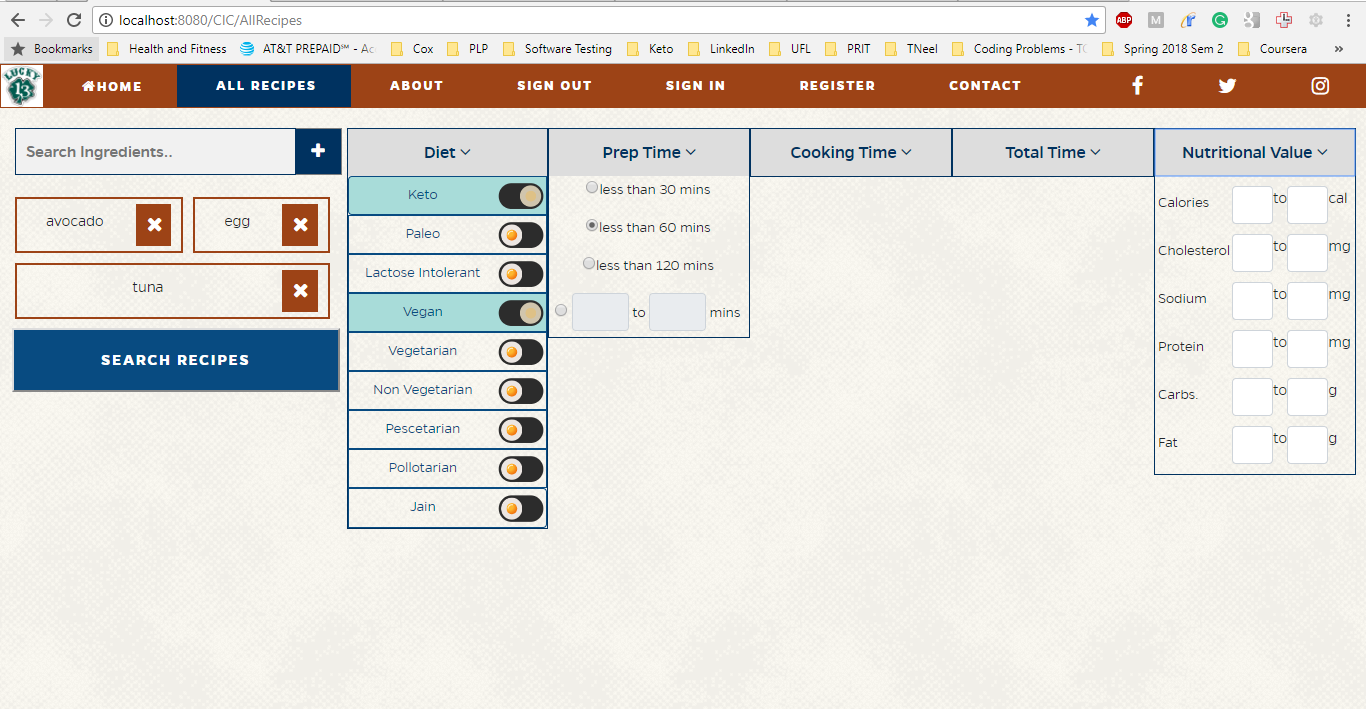 localhost:8080/CIC/AllRecipes
ABP M
Bookmarks Health and Fitness AT&T PREPAID℠ - Ac Cox PLP Software Testing Keto LinkedIn UFL PRIT TNeel Coding Problems - TC Spring 2018 Sem 2 Coursera »
LUCKY 13
HOME ALL RECIPES ABOUT SIGN OUT SIGN IN REGISTER CONTACT
Search Ingredients.. +
Diet Prep Time Cooking Time Total Time Nutritional Value
avocado egg
tuna
SEARCH RECIPES
Keto
Paleo
Lactose Intolerant
Vegan
Vegetarian
Non Vegetarian
Pescetarian
Pollotarian
Jain
less than 30 mins
less than 60 mins
less than 120 mins
to mins
Calories to cal
Cholesterol to mg
Sodium to mg
Protein to mg
Carbs. to g
Fat to g